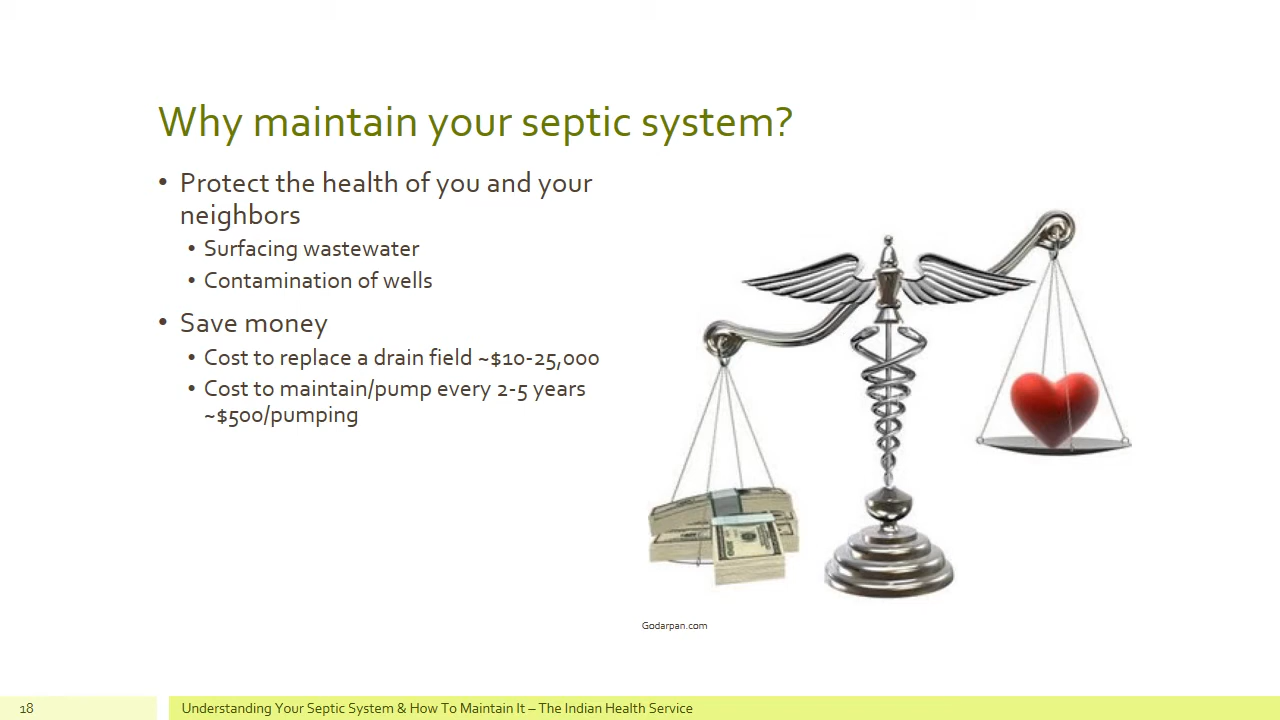 Why maintain your septic system?
• Protect the health of you and your
neighbors
• Surfacing wastewater
• Contamination of wells
• Save money
• Cost to replace a drain field ~$10-25,000
• Cost to maintain/pump every 2-5 years
~$500/pumping
Godarpan.com
18
Understanding Your Septic System & How To Maintain It – The Indian Health Service